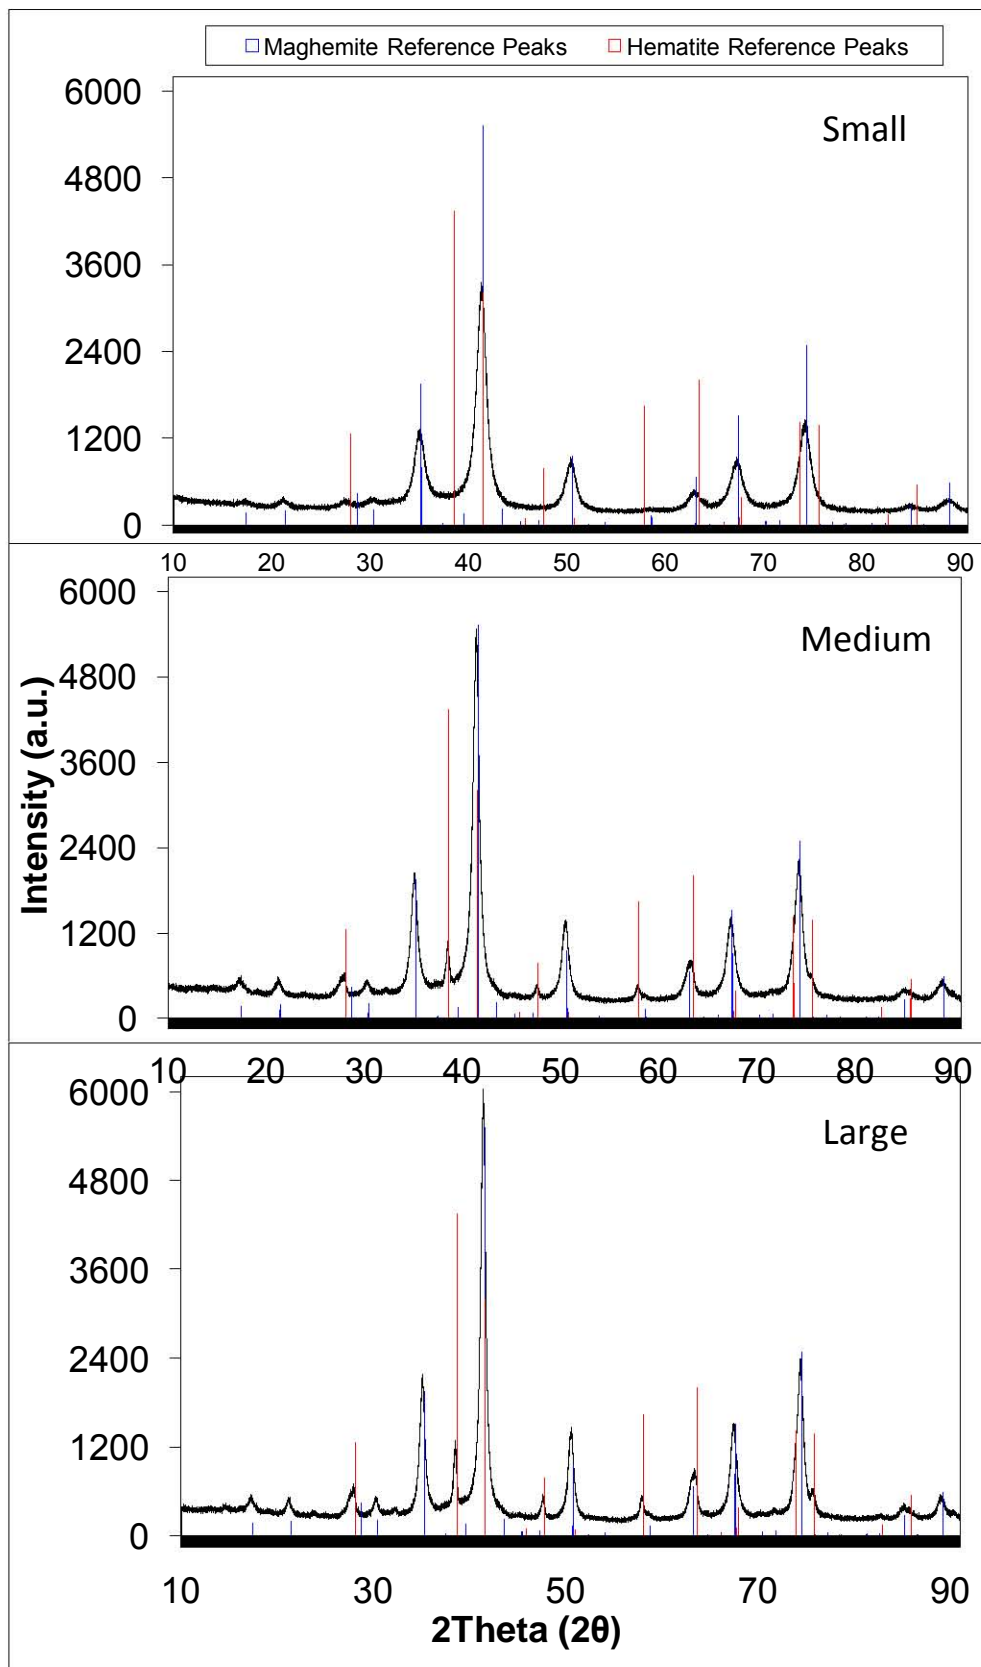 Maghemite Reference Peaks Hematite Reference Peaks
Small
6000
4800
3600
2400
1200
0
10 20 30 40 50 60 70 80 90
Medium
6000
4800
3600
2400
1200
0
10 20 30 40 50 60 70 80 90
Intensity (a.u.)
Large
6000
4800
3600
2400
1200
0
10 30 50 70 90
2Theta (2θ)